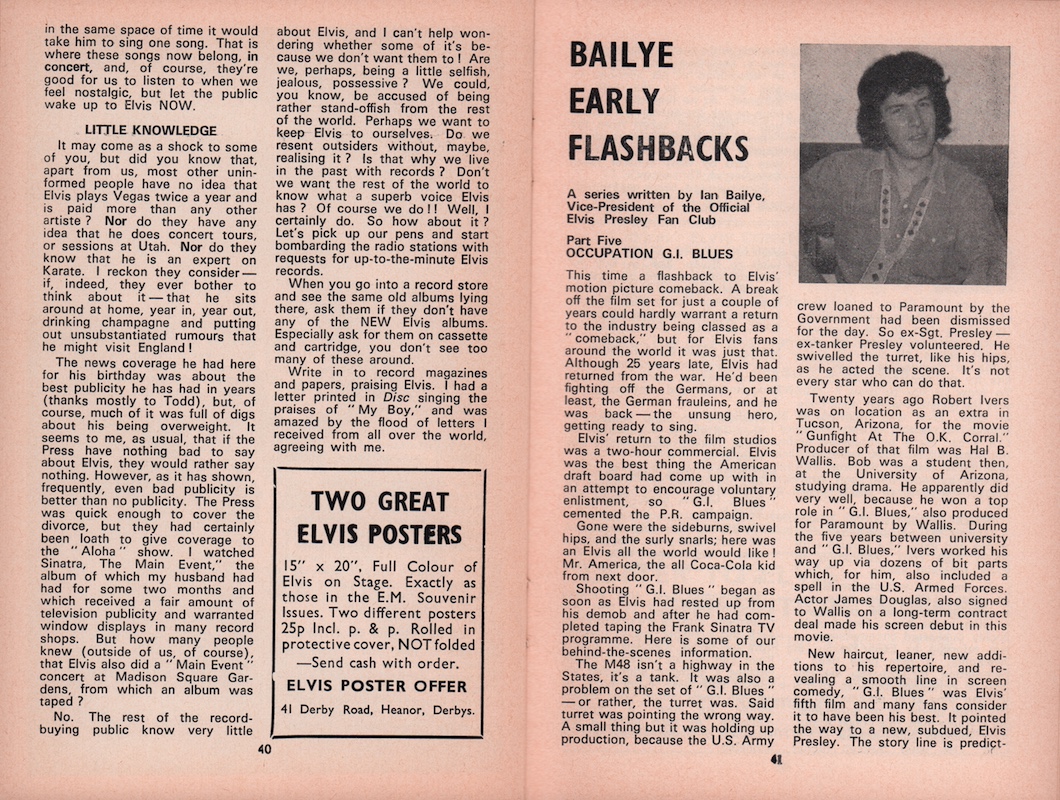 in the same space of time it would
take him to sing one song. That is
where these songs now belong, in
concert, and, of course, they're
good for us to listen to when we
feel nostalgic, but let the public
wake up to Elvis NOW.
LITTLE KNOWLEDGE
It may come as a shock to some
of you, but did you know that,
apart from us, most other unin-
formed people have no idea that
Elvis plays Vegas twice a year and
is paid more than any other
artiste? Nor do they have any
idea that he does concert tours,
or sessions at Utah. Nor do they
know that he is an expert on
Karate. I reckon they consider—
if, indeed, they ever bother to
think about it—that he sits
around at home, year in, year out,
drinking champagne and putting
out unsubstantiated rumours that
he might visit England!
The news coverage he had here
for his birthday was about the
best publicity he has had in years
(thanks mostly to Todd), but, of
course, much of it was full of digs
about his being overweight. It
seems to me, as usual, that if the
Press have nothing bad to say
about Elvis, they would rather say
nothing. However, as it has shown,
frequently, even bad publicity is
better than no publicity. The Press
was quick enough to cover the
divorce, but they had certainly
been loath to give coverage to
the "Aloha" show. I watched
Sinatra, The Main Event," the
album of which my husband had
had for some two months and
which received a fair amount of
television publicity and warranted
window displays in many record
shops. But how many people
knew (outside of us, of course),
that Elvis also did a "Main Event"
concert at Madison Square Gar-
dens, from which an album was
taped?
No. The rest of the record-
buying public know very little
about Elvis, and I can't help won-
dering whether some of it's be-
cause we don't want them to! Are
we, perhaps, being a little selfish,
jealous, possessive? We could,
you know, be accused of being
rather stand-offish from the rest
of the world. Perhaps we want to
keep Elvis to ourselves. Do we
resent outsiders without, maybe,
realising it? Is that why we live
in the past with records? Don't
we want the rest of the world to
know what a superb voice Elvis
has? Of course we do!! Well, I
certainly do. So how about it?
Let's pick up our pens and start
bombarding the radio stations with
requests for up-to-the-minute Elvis
records.
When you go into a record store
and see the same old albums lying
there, ask them if they don't have
any of the NEW Elvis albums.
Especially ask for them on cassette
and cartridge, you don't see too
many of these around.
Write in to record magazines
and papers, praising Elvis. I had a
letter printed in Disc singing the
praises of "My Boy," and was
amazed by the flood of letters I
received from all over the world,
agreeing with me.
TWO GREAT
ELVIS POSTERS
15" x 20", Full Colour of
Elvis on Stage. Exactly as
those in the E.M. Souvenir
Issues. Two different posters
25p Incl. p. & p. Rolled in
protective cover, NOT folded
—Send cash with order.
ELVIS POSTER OFFER
41 Derby Road, Heanor, Derbys.
40
BAILYE
EARLY
FLASHBACKS
A series written by Ian Bailye,
Vice-President of the Official
Elvis Presley Fan Club
Part Five
OCCUPATION G.I. BLUES
This time a flashback to Elvis'
motion picture comeback. A break
off the film set for just a couple of
years could hardly warrant a return
to the industry being classed as a
"comeback," but for Elvis fans
around the world it was just that.
Although 25 years late, Elvis had
returned from the war. He'd been
fighting off the Germans, or at
least, the German frauleins, and he
was back—the unsung hero,
getting ready to sing.
Elvis' return to the film studios
was a two-hour commercial. Elvis
was the best thing the American
draft board had come up with in
an attempt to encourage voluntary
enlistment, so "G.I. Blues"
cemented the P.R. campaign.
Gone were the sideburns, swivel
hips, and the surly snarls; here was
an Elvis all the world would like!
Mr. America, the all Coca-Cola kid
from next door.
Shooting "G.I. Blues" began as
soon as Elvis had rested up from
his demob and after he had com-
pleted taping the Frank Sinatra TV
programme. Here is some of our
behind-the-scenes information.
The M48 isn't a highway in the
States, it's a tank. It was also a
problem on the set of "G.I. Blues"
—or rather, the turret was. Said
turret was pointing the wrong way.
A small thing but it was holding up
production, because the U.S. Army
crew loaned to Paramount by the
Government had been dismissed
for the day. So ex-Sgt. Presley—
ex-tanker Presley volunteered. He
swivelled the turret, like his hips,
as he acted the scene. It's not
every star who can do that.
Twenty years ago Robert Ivers
was on location as an extra in
Tucson, Arizona, for the movie
"Gunfight At The O.K. Corral."
Producer of that film was Hal B.
Wallis. Bob was a student then,
at the University of Arizona,
studying drama. He apparently did
very well, because he won a top
role in "G.I. Blues," also produced
for Paramount by Wallis. During
the five years between university
and "G.I. Blues," Ivers worked his
way up via dozens of bit parts
which, for him, also included a
spell in the U.S. Armed Forces.
Actor James Douglas, also signed
to Wallis on a long-term contract
deal made his screen debut in this
movie.
New haircut, leaner, new addi-
tions to his repertoire, and re-
vealing a smooth line in screen
comedy, "G.I. Blues" was Elvis'
fifth film and many fans consider
it to have been his best. It pointed
the way to a new, subdued, Elvis
Presley. The story line is predict-
41